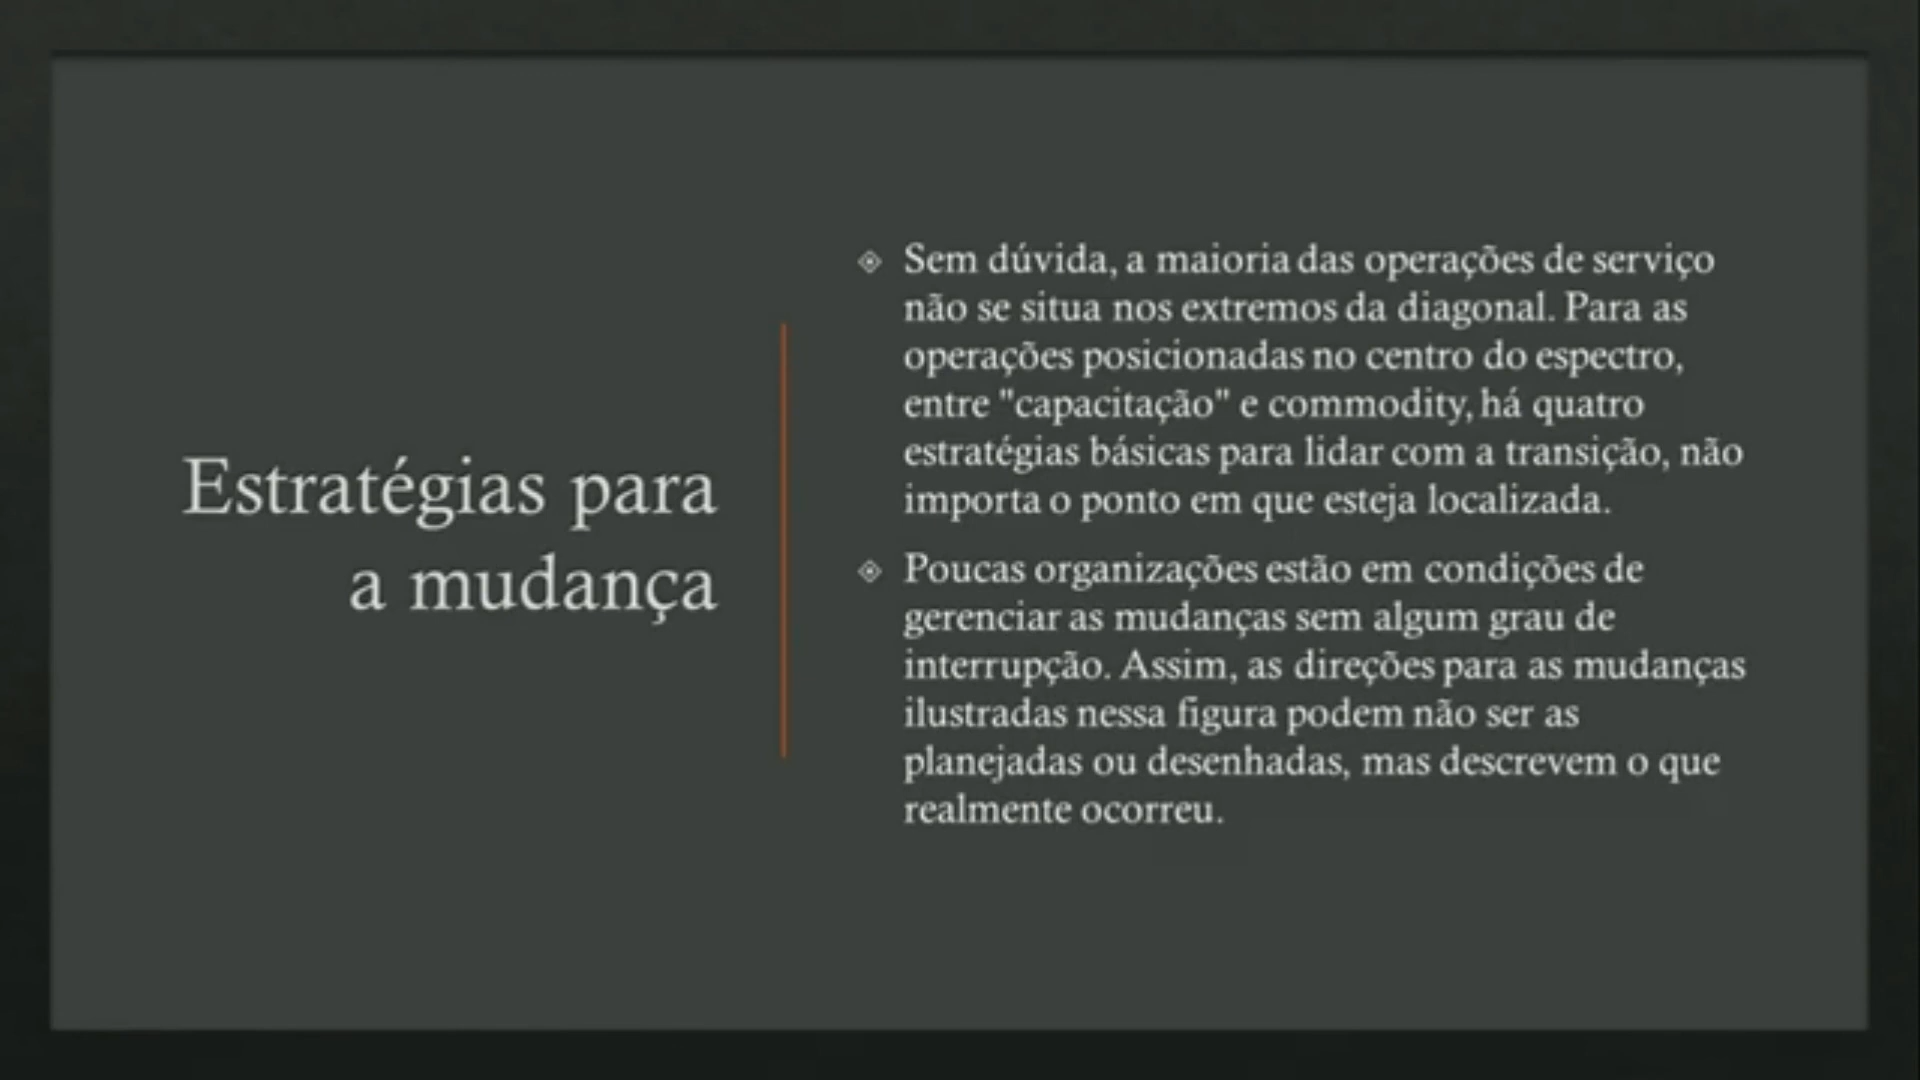 Estratégias para
a mudança
Sem dúvida, a maioria das operações de serviço
não se situa nos extremos da diagonal. Para as
operações posicionadas no centro do espectro,
entre "capacitação" e commodity, há quatro
estratégias básicas para lidar com a transição, não
importa o ponto em que esteja localizada.
Poucas organizações estão em condições de
gerenciar as mudanças sem algum grau de
interrupção. Assim, as direções para as mudanças
ilustradas nessa figura podem não ser as
planejadas ou desenhadas, mas descrevem o que
realmente ocorreu.